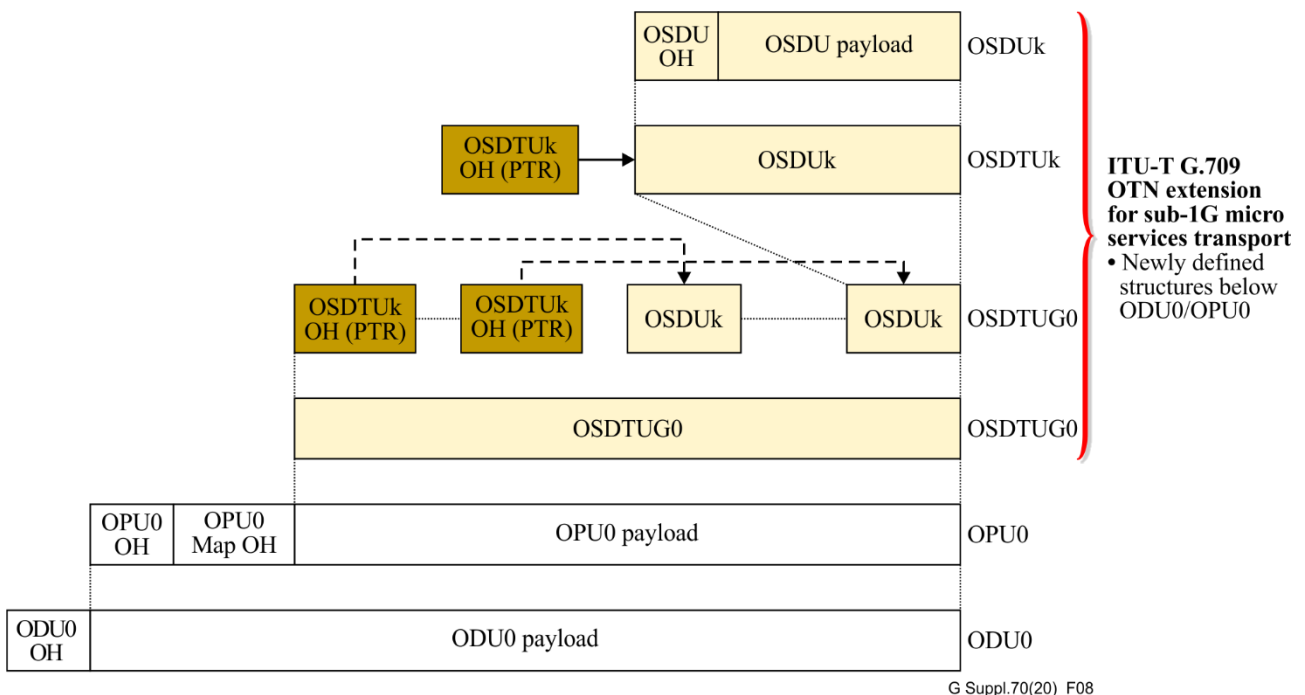 OSDU
OH
OSDU payload
OSDUk
OSDTUk
OH (PTR)
OSDUk
OSDTUk
ITU-T G.709
OTN extension
for sub-1G micro
services transport
• Newly defined
structures below
ODU0/OPU0
OSDTUk
OH (PTR)
OSDTUk
OH (PTR)
OSDUk
OSDUk
OSDTUG0
OSDTUG0
OSDTUG0
OPU0
OH
OPU0
Map OH
OPU0 payload
OPU0
ODU0
OH
ODU0 payload
ODU0
G Suppl.70(20)_F08